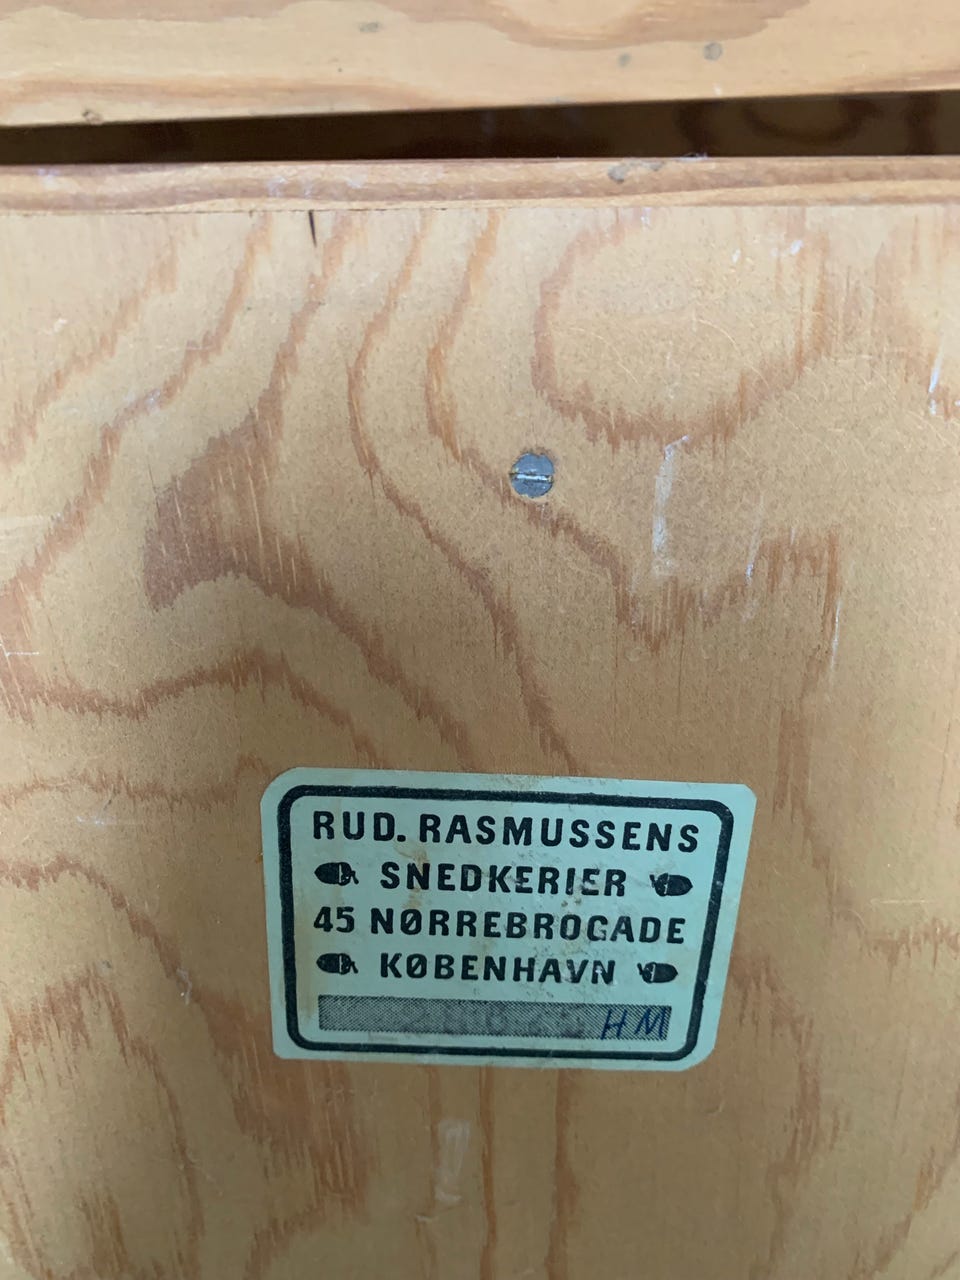 RUD. RASMUSSENS
SNEDKERIER
45 NØRREBROGADE
KØBENHAVN
HM